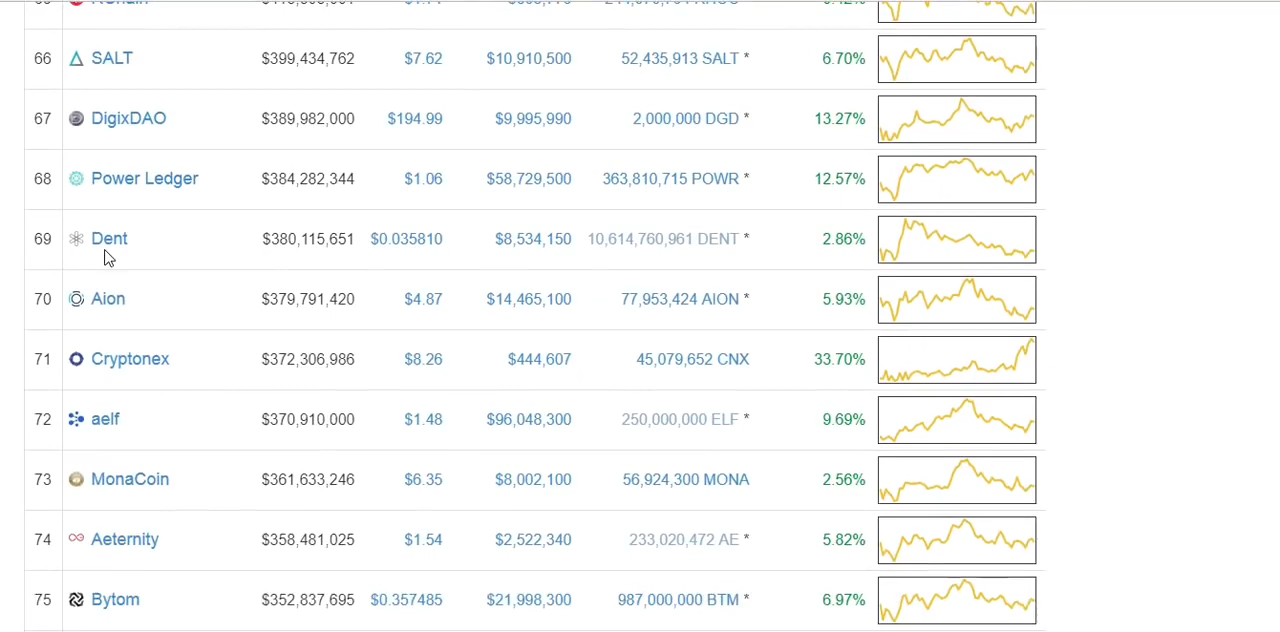 66 SALT $399,434,762 $7.62 $10,910,500 52,435,913 SALT * 6.70%
67 DigixDAO $389,982,000 $194.99 $9,995,990 2,000,000 DGD * 13.27%
68 Power Ledger $384,282,344 $1.06 $58,729,500 363,810,715 POWR * 12.57%
69 Dent $380,115,651 $0.035810 $8,534,150 10,614,760,961 DENT * 2.86%
70 Aion $379,791,420 $4.87 $14,465,100 77,953,424 AION * 5.93%
71 Cryptonex $372,306,986 $8.26 $444,607 45,079,652 CNX 33.70%
72 aelf $370,910,000 $1.48 $96,048,300 250,000,000 ELF * 9.69%
73 MonaCoin $361,633,246 $6.35 $8,002,100 56,924,300 MONA 2.56%
74 Aeternity $358,481,025 $1.54 $2,522,340 233,020,472 AE * 5.82%
75 Bytom $352,837,695 $0.357485 $21,998,300 987,000,000 BTM * 6.97%